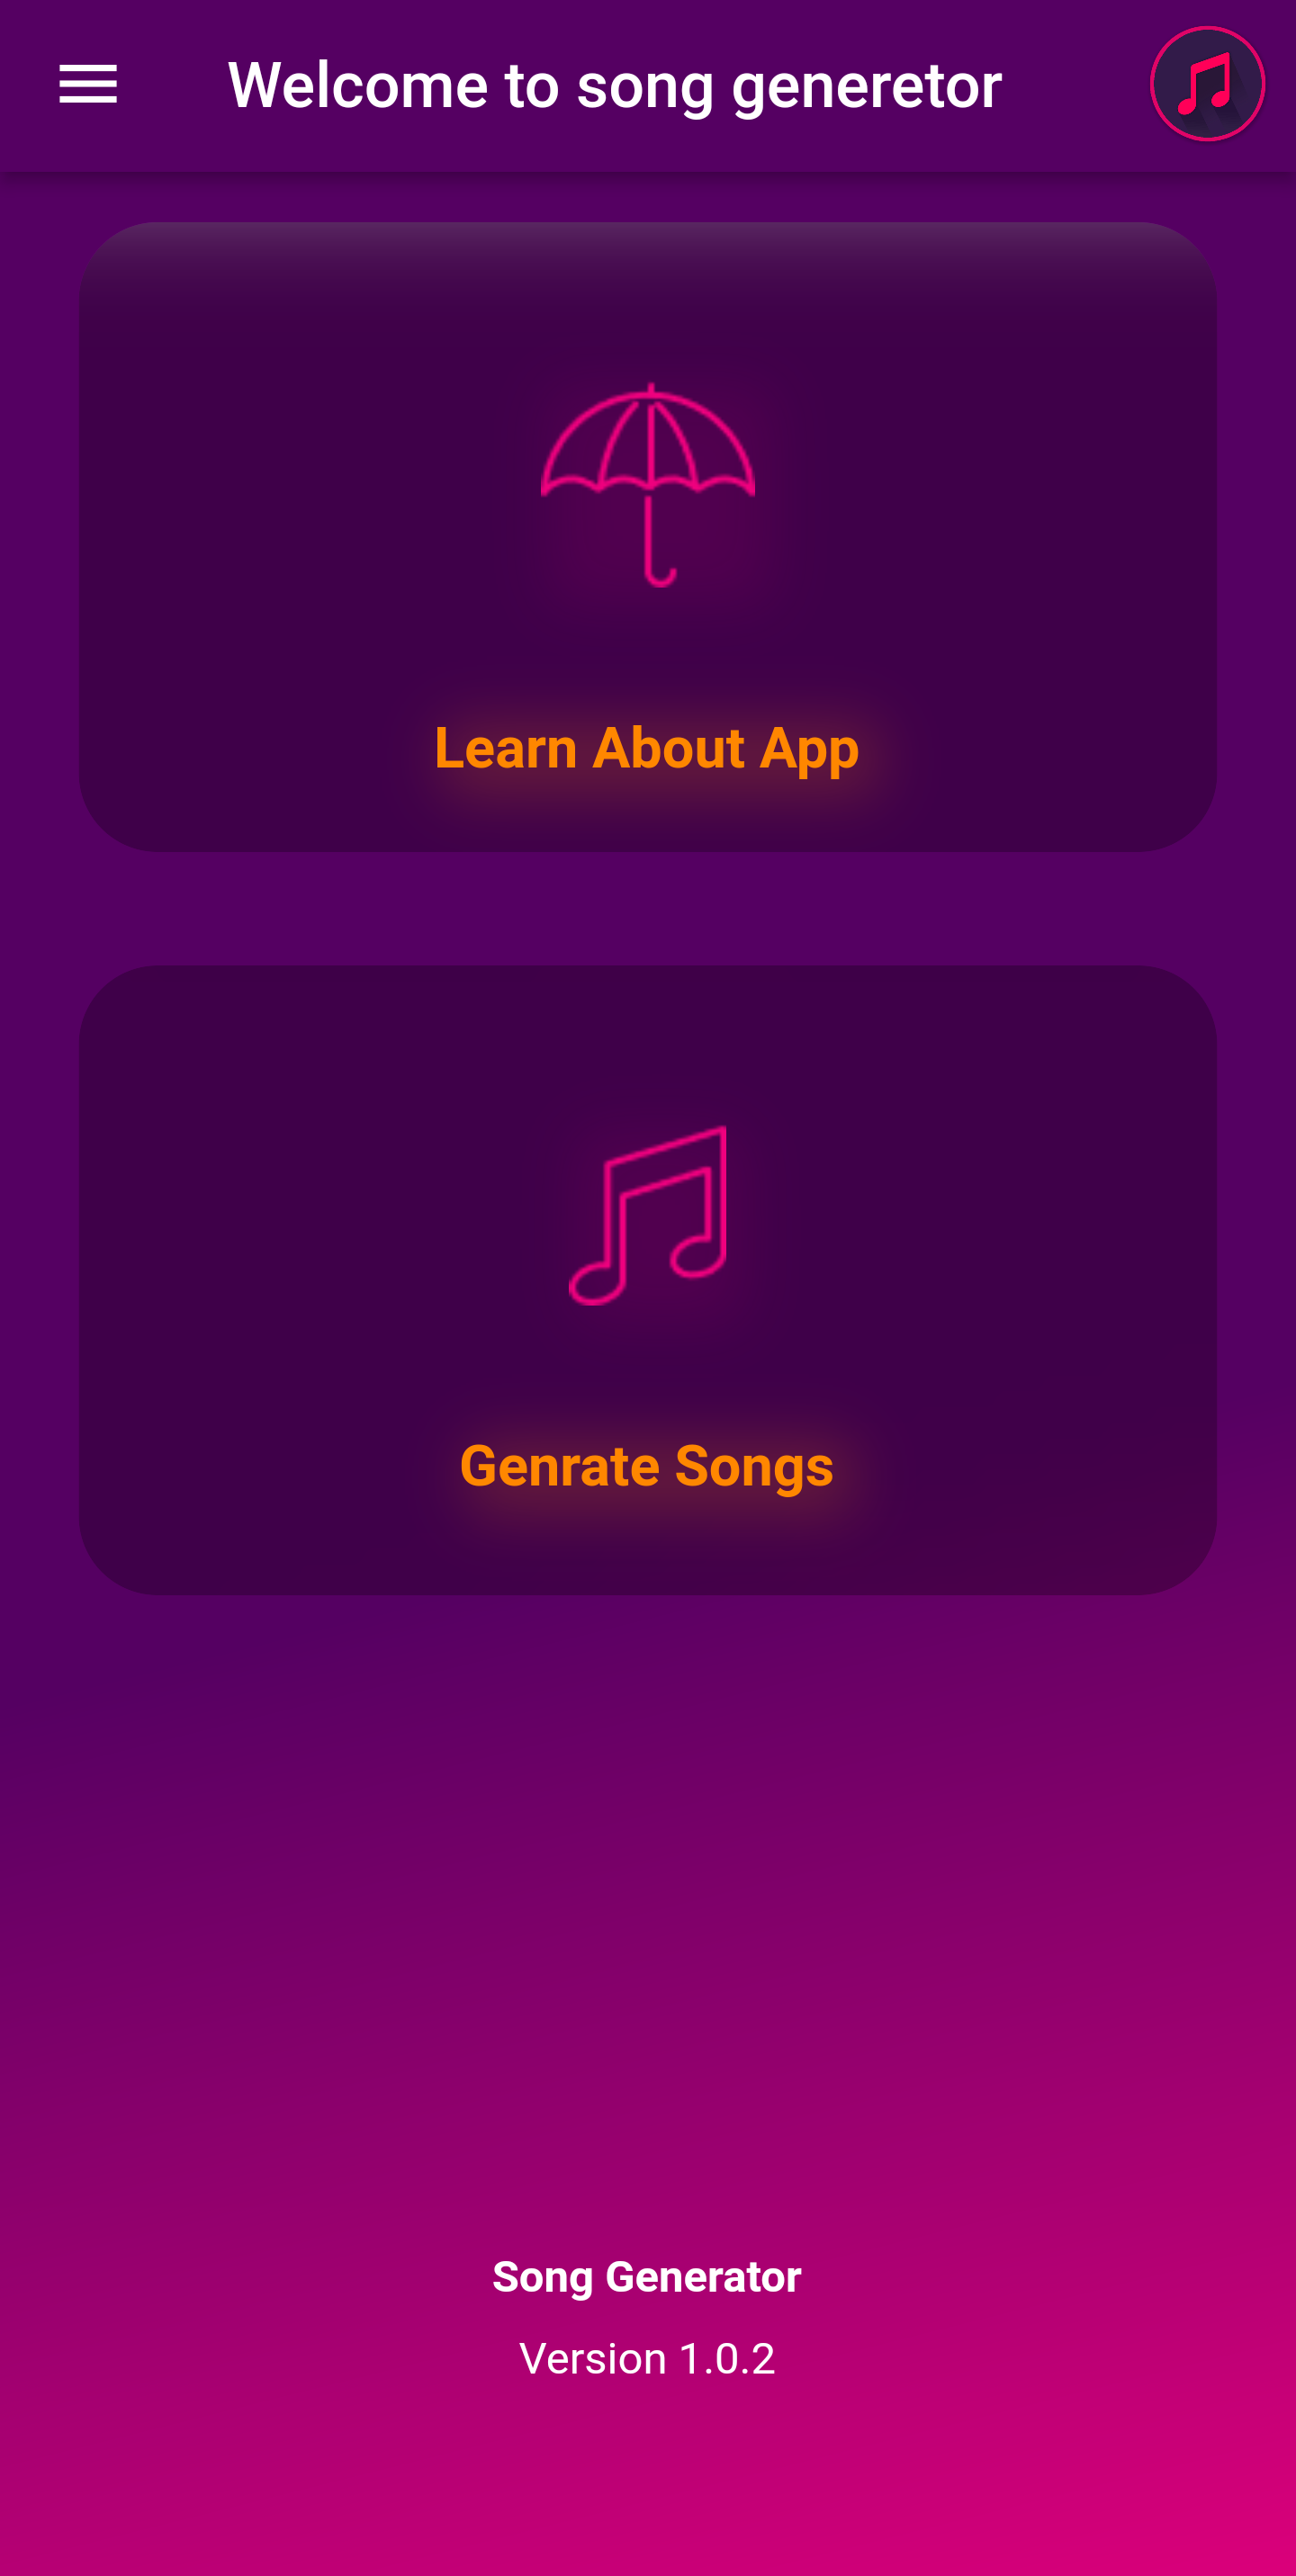 Welcome to song generetor
Learn About App
Genrate Songs
Song Generator
Version 1.0.2